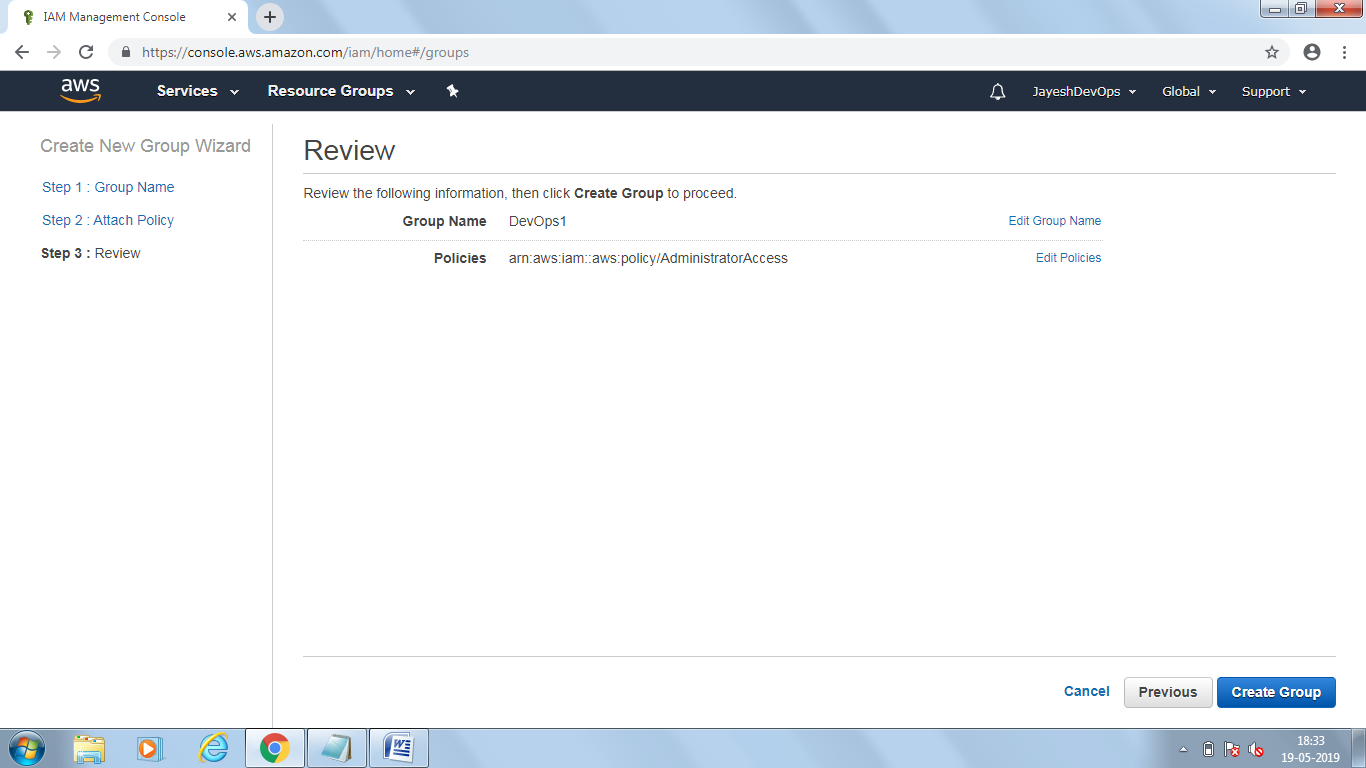 IAM Management Console
https://console.aws.amazon.com/iam/home#/groups
aws
Services
Resource Groups
JayeshDevOps
Global
Support
Create New Group Wizard
Step 1 : Group Name
Step 2 : Attach Policy
Step 3 : Review
Review
Review the following information, then click Create Group to proceed.
Group Name DevOps1 Edit Group Name
Policies arn:aws:iam::aws:policy/AdministratorAccess Edit Policies
Cancel
Previous
Create Group
18:33
19-05-2019